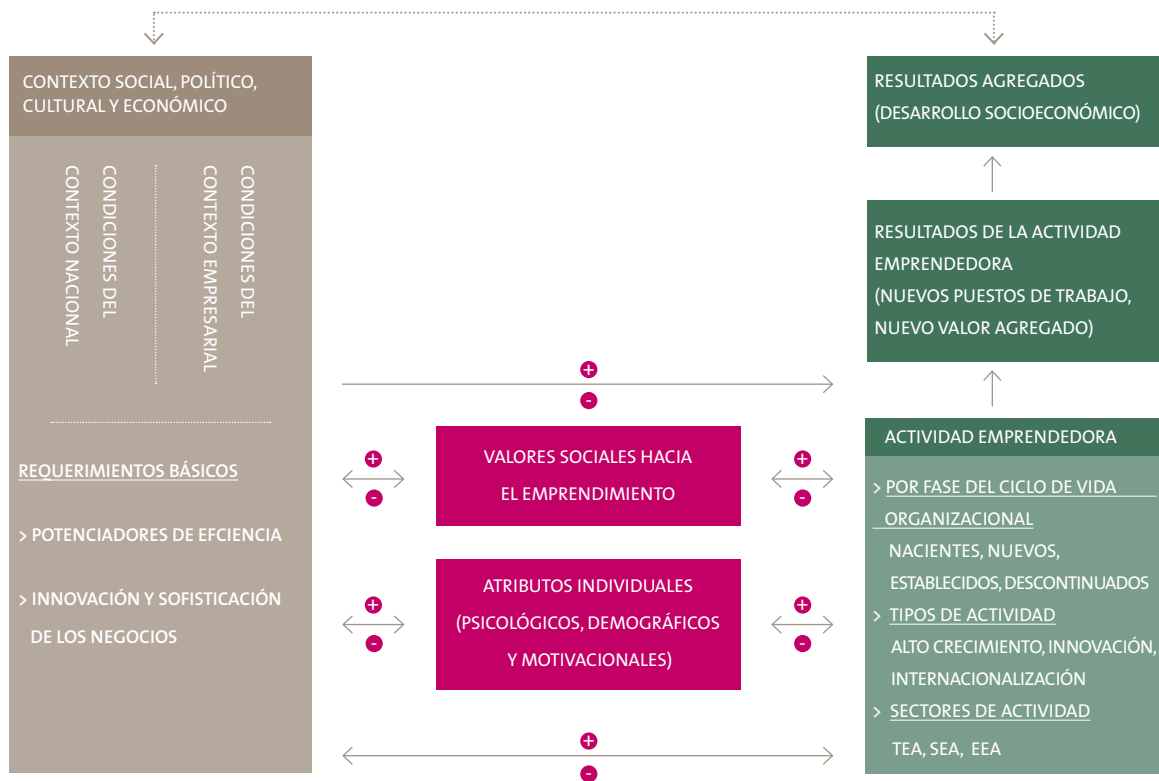 CONTEXTO SOCIAL, POLÍTICO,
CULTURAL Y ECONÓMICO
CONDICIONES DEL
CONTEXTO NACIONAL
CONDICIONES DEL
CONTEXTO EMPRESARIAL
REQUERIMIENTOS BÁSICOS
> POTENCIADORES DE EFCIENCIA
> INNOVACIÓN Y SOFISTICACIÓN
DE LOS NEGOCIOS
+
-
+
-
VALORES SOCIALES HACIA
EL EMPRENDIMIENTO
+
-
+
-
ATRIBUTOS INDIVIDUALES
(PSICOLÓGICOS, DEMOGRÁFICOS
Y MOTIVACIONALES)
+
-
+
-
RESULTADOS AGREGADOS
(DESARROLLO SOCIOECONÓMICO)
RESULTADOS DE LA ACTIVIDAD
EMPRENDEDORA
(NUEVOS PUESTOS DE TRABAJO,
NUEVO VALOR AGREGADO)
ACTIVIDAD EMPRENDEDORA
> POR FASE DEL CICLO DE VIDA
ORGANIZACIONAL
NACIENTES, NUEVOS,
ESTABLECIDOS, DESCONTINUADOS
> TIPOS DE ACTIVIDAD
ALTO CRECIMIENTO, INNOVACIÓN,
INTERNACIONALIZACIÓN
> SECTORES DE ACTIVIDAD
TEA, SEA, EEA